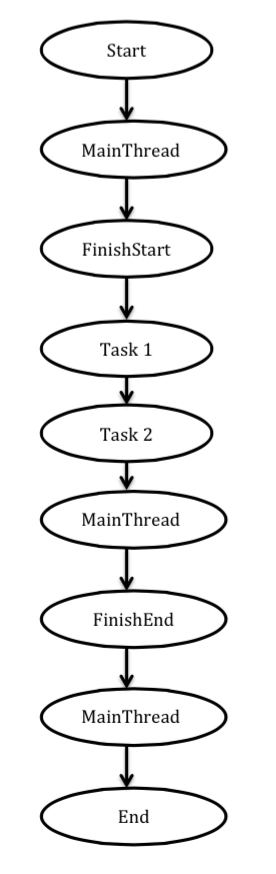 Start
MainThread
FinishStart
Task 1
Task 2
MainThread
FinishEnd
MainThread
End